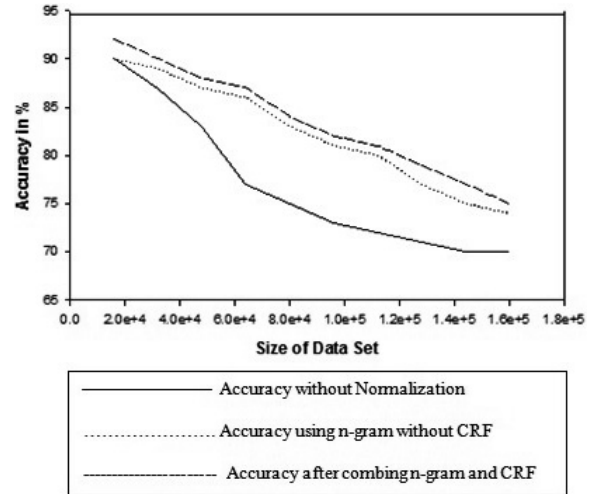 95
90
85
80
75
70
65
Accuracy in %
0.0 2.0e+4 4.0e+4 6.0e+4 8.0e+4 1.0e+5 1.2e+5 1.4e+5 1.6e+5 1.8e+5
Size of Data Set
Accuracy without Normalization
Accuracy using n-gram without CRF
Accuracy after combing n-gram and CRF